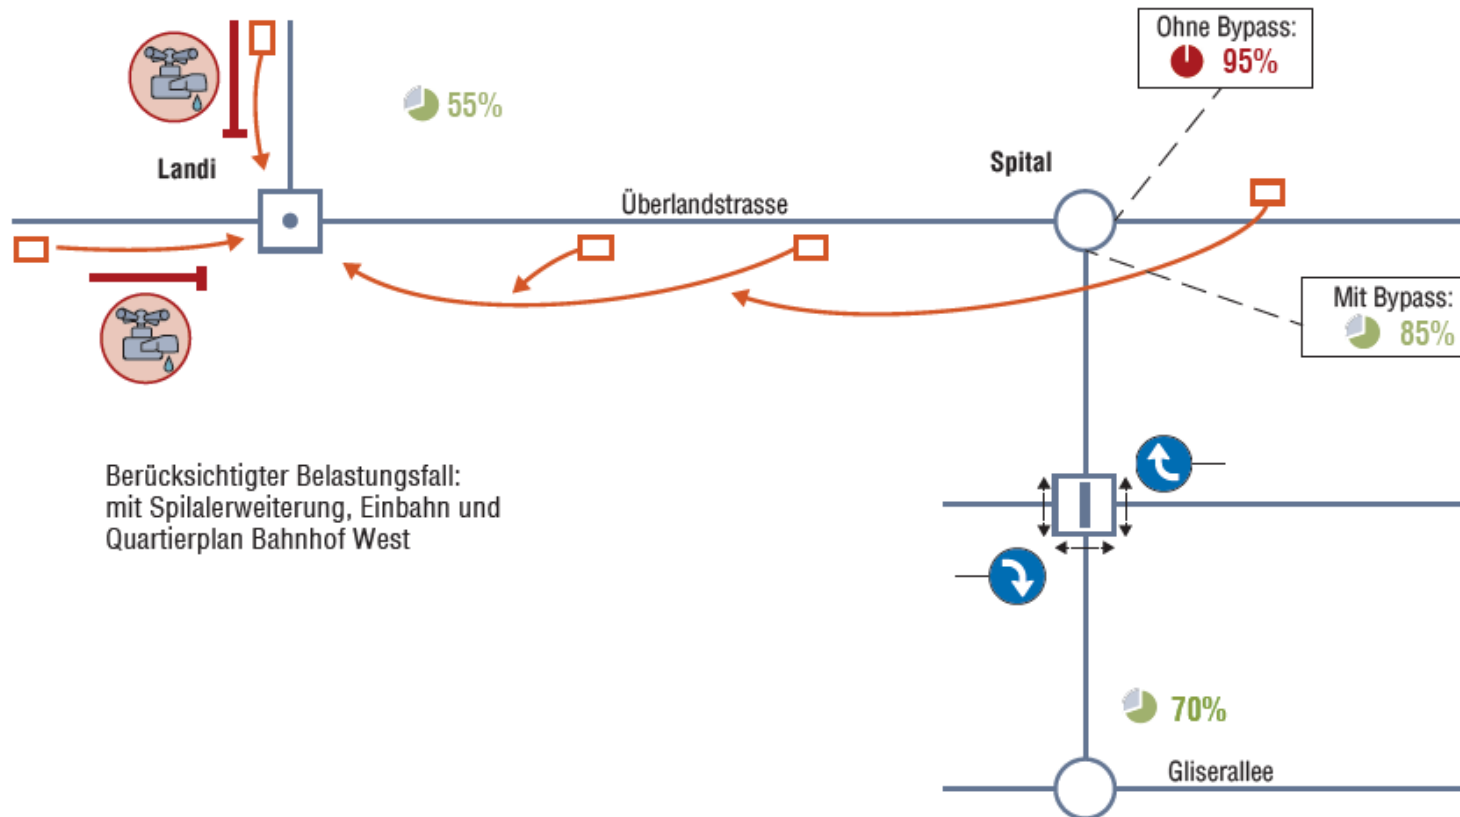 Ohne Bypass:
95%
55%
Landi
Spital
Überlandstrasse
Mit Bypass:
85%
Berücksichtigter Belastungsfall:
mit Spilalerweiterung, Einbahn und
Quartierplan Bahnhof West
70%
Gliserallee